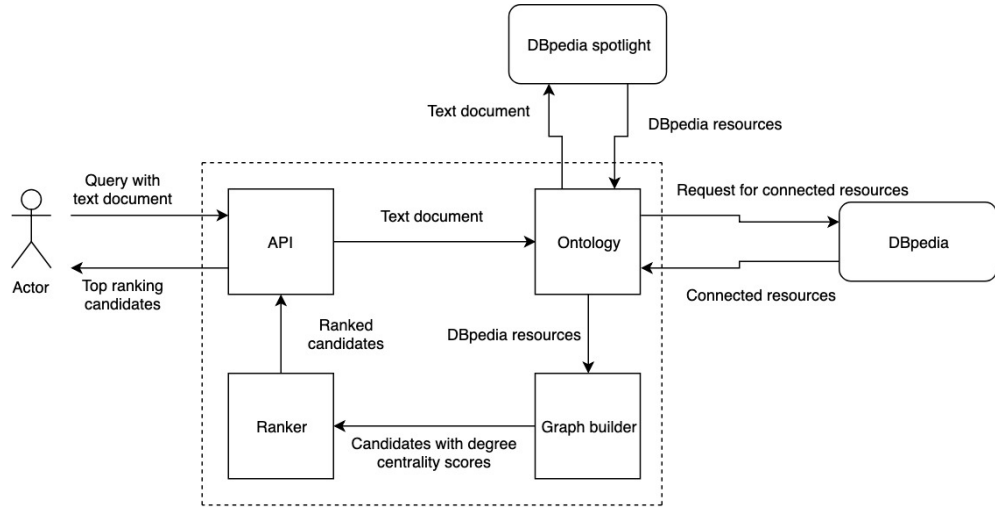 DBpedia spotlight
Text document
DBpedia resources
Query with
text document
Request for connected resources
API
Text document
Ontology
DBpedia
Actor
Top ranking
candidates
Connected resources
Ranked
candidates
DBpedia resources
Ranker
Graph builder
Candidates with degree
centrality scores